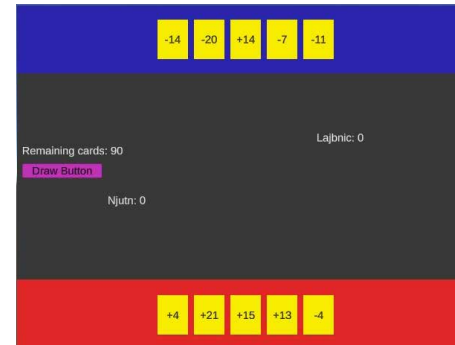 -14 -20 +14 -7 -11
Lajbnic: 0
Remaining cards: 90
Draw Button
Njutn: 0
+4 +21 +15 +13 -4